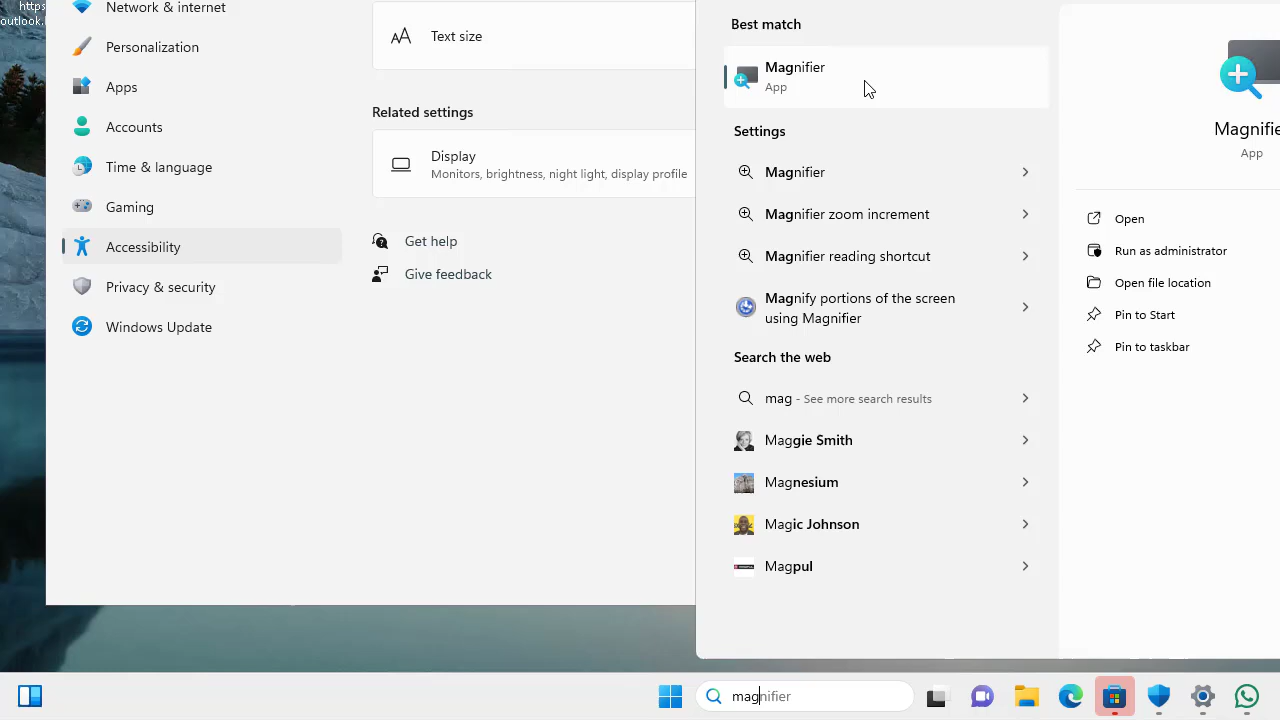 https
outlook.
Network & internet
Personalization
Apps
Accounts
Time & language
Gaming
Accessibility
Privacy & security
Windows Update
Text size
Related settings
Display
Monitors, brightness, night light, display profile
Get help
Give feedback
Best match
Magnifier
App
Settings
Magnifier
Magnifier zoom increment
Magnifier reading shortcut
Magnify portions of the screen
using Magnifier
Search the web
mag - See more search results
Maggie Smith
Magnesium
Magic Johnson
Magpul
Magnifie
App
Open
Run as administrator
Open file location
Pin to Start
Pin to taskbar
magnifier